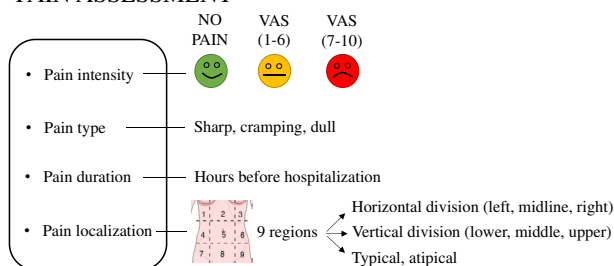 PAIN ASSESSMENT
NO PAIN
VAS (1-6)
VAS (7-10)
• Pain intensity
• Pain type
Sharp, cramping, dull
• Pain duration
Hours before hospitalization
• Pain localization
1 2 3
4 5 6
7 8 9
9 regions
Horizontal division (left, midline, right)
Vertical division (lower, middle, upper)
Typical, atipical